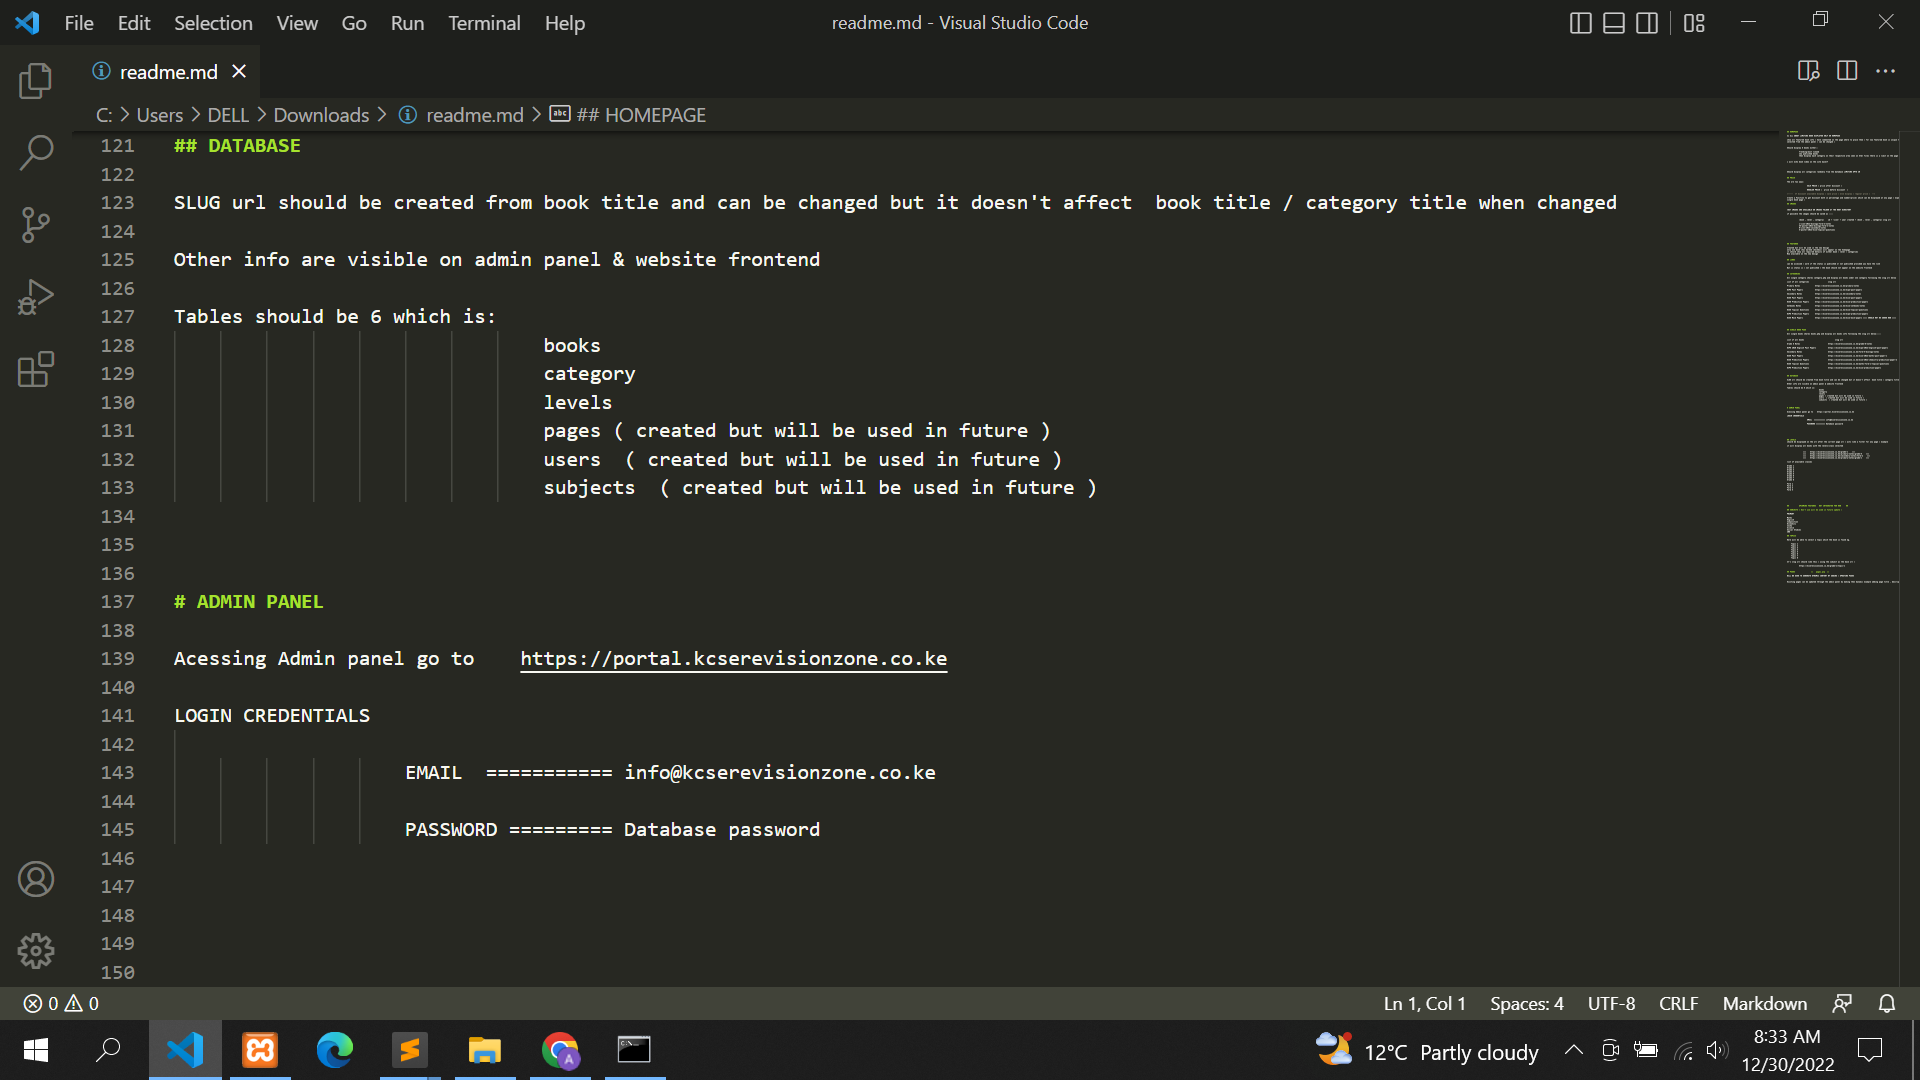 File Edit Selection View Go Run Terminal Help
readme.md - Visual Studio Code
readme.md
C: > Users > DELL > Downloads > readme.md > ## HOMEPAGE
121 ## DATABASE
122
123 SLUG url should be created from book title and can be changed but it doesn't affect  book title / category title when changed
124
125 Other info are visible on admin panel & website frontend
126
127 Tables should be 6 which is:
128 books
129 category
130 levels
131 pages ( created but will be used in future )
132 users  ( created but will be used in future )
133 subjects  ( created but will be used in future )
134
135
136
137 # ADMIN PANEL
138
139 Acessing Admin panel go to    https://portal.kcserevisionzone.co.ke
140
141 LOGIN CREDENTIALS
142
143 EMAIL  =========== info@kcserevisionzone.co.ke
144
145 PASSWORD ========= Database password
146
147
148
149
150
0 0
Ln 1, Col 1 Spaces: 4 UTF-8 CRLF Markdown
12°C Partly cloudy
8:33 AM
12/30/2022